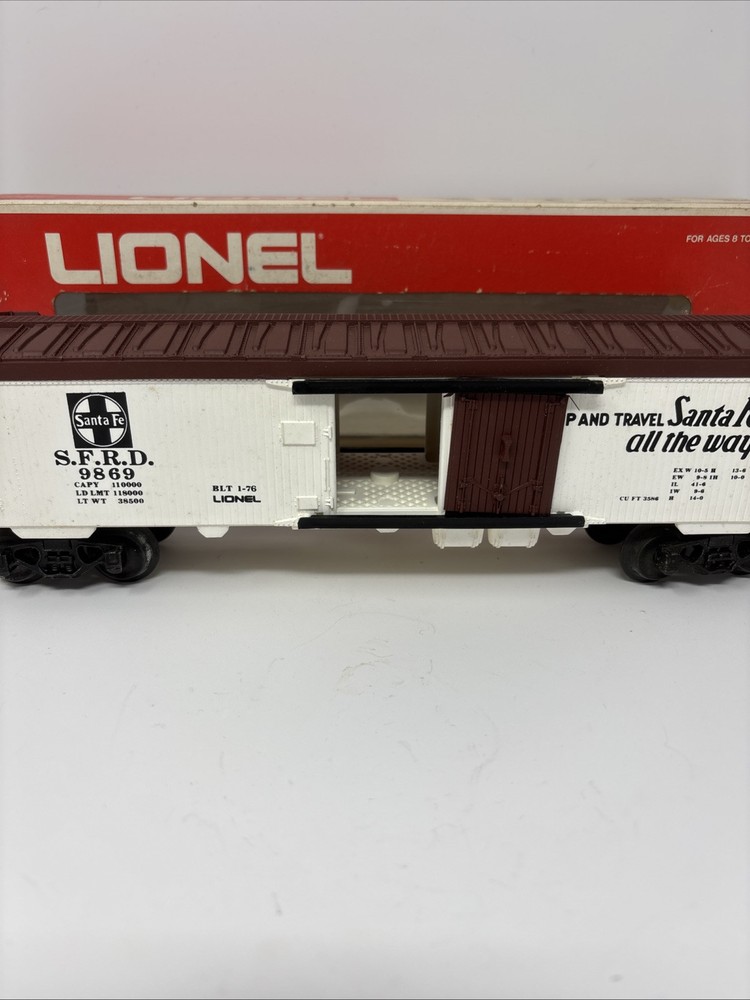 LIONEL
FOR AGES 8 TO
Santa Fe
S.F.R.D.
9869
CAPY 110000
LD LMT 118000
LT WT 38500
BLT 1-76
LIONEL
P AND TRAVEL Santa Fe
all the way
EX W 10-5 H 13-6
EW 9-8 1H 10-0
IL 41-6
IW 9-6
CU FT 3586 H 14-0